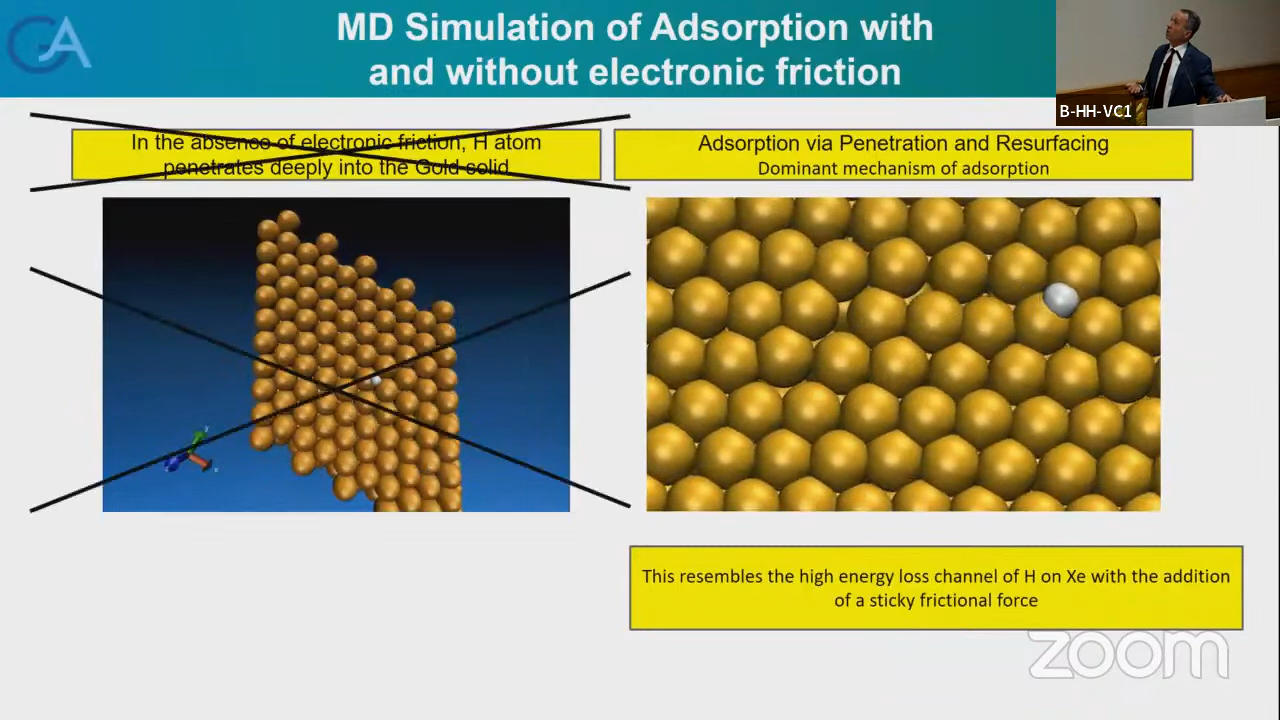 GA
MD Simulation of Adsorption with
and without electronic friction
B-HH-VC1
In the absence of electronic friction, H atom
penetrates deeply into the Gold solid
Adsorption via Penetration and Resurfacing
Dominant mechanism of adsorption
This resembles the high energy loss channel of H on Xe with the addition
of a sticky frictional force
zoom